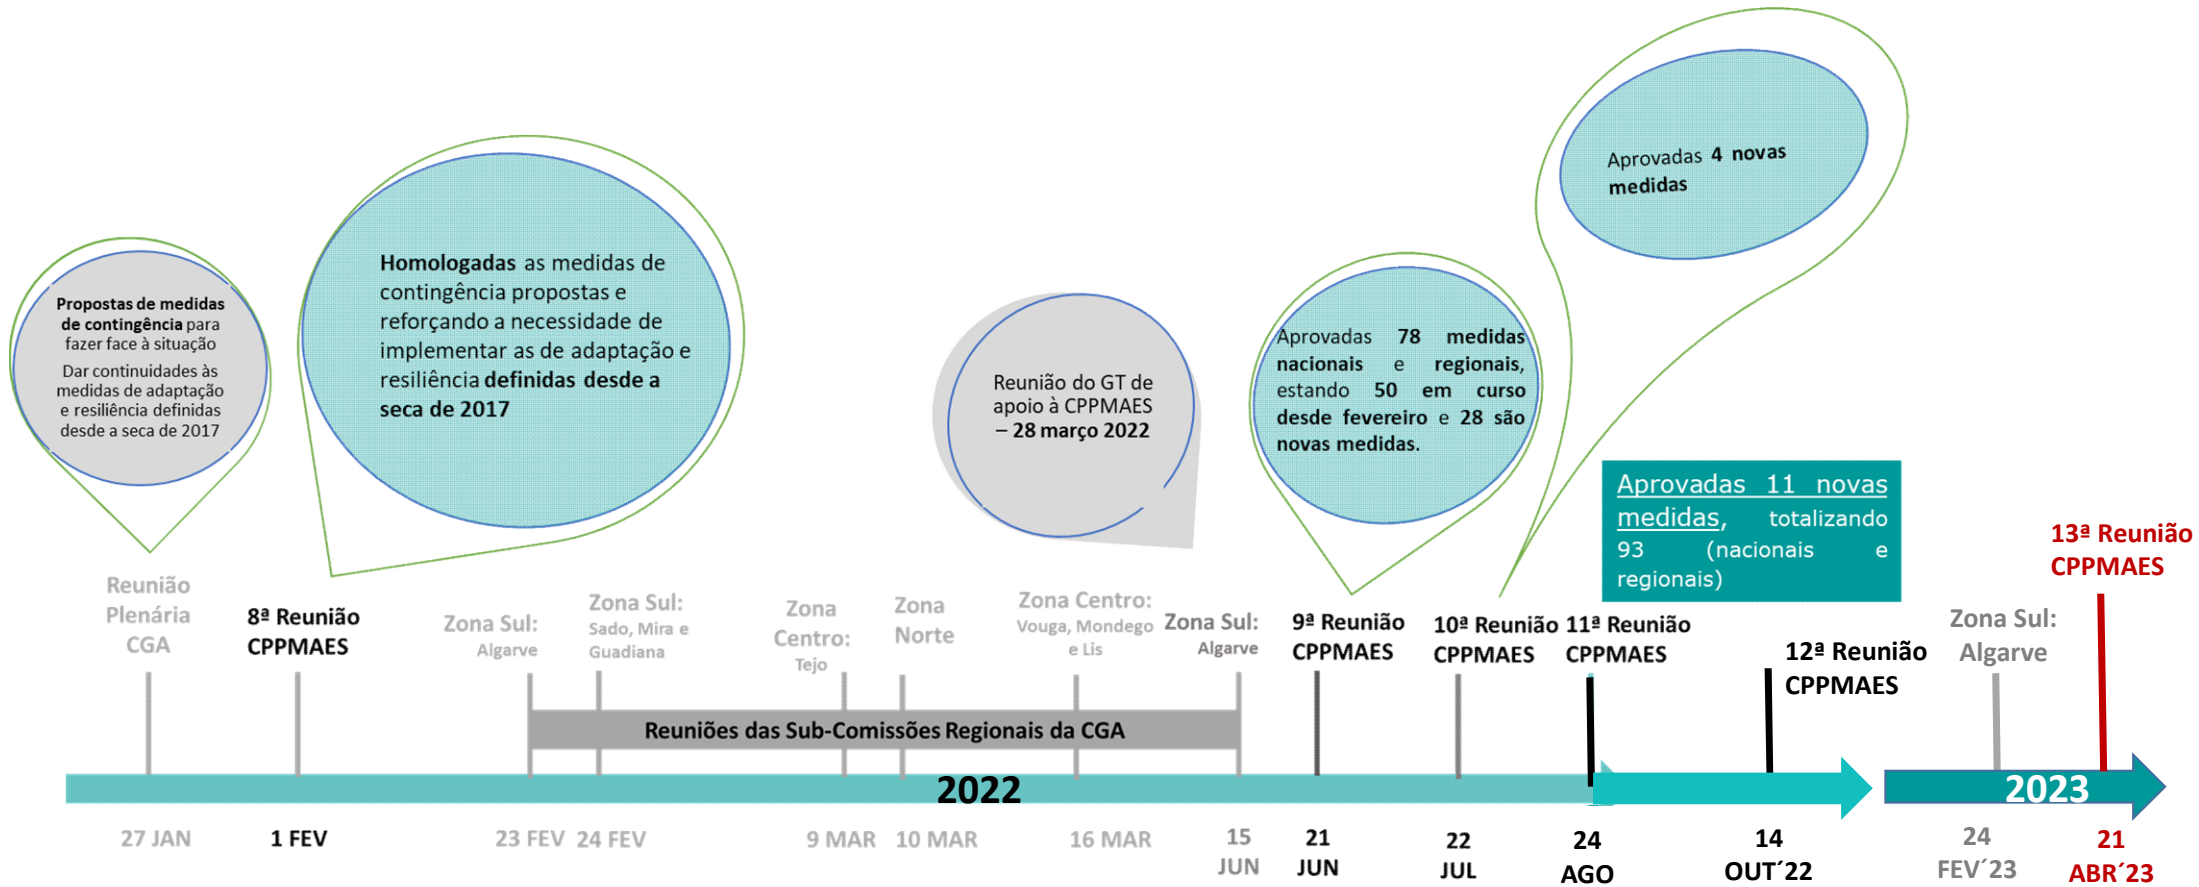 Propostas de medidas
de contingência para
fazer face à situação
Dar continuidades às
medidas de adaptação
e resiliência definidas
desde a seca de 2017
Homologadas as medidas de
contingência propostas e
reforçando a necessidade de
implementar as de adaptação e
resiliência definidas desde a
seca de 2017
Reunião do GT de
apoio à CPPMAES
– 28 março 2022
Aprovadas 78 medidas
nacionais e regionais,
estando 50 em curso
desde fevereiro e 28 são
novas medidas.
Aprovadas 4 novas
medidas
Aprovadas 11 novas
medidas, totalizando
93 (nacionais e
regionais)
Reunião
Plenária
CGA
8ª Reunião
CPPMAES
Zona Sul:
Algarve
Zona Sul:
Sado, Mira e
Guadiana
Zona
Centro:
Tejo
Zona
Norte
Zona Centro:
Vouga, Mondego
e Lis
Zona Sul:
Algarve
9ª Reunião
CPPMAES
10ª Reunião
CPPMAES
11ª Reunião
CPPMAES
12ª Reunião
CPPMAES
Zona Sul:
Algarve
13ª Reunião
CPPMAES
Reuniões das Sub-Comissões Regionais da CGA
2022
2023
27 JAN
1 FEV
23 FEV
24 FEV
9 MAR
10 MAR
16 MAR
15
JUN
21
JUN
22
JUL
24
AGO
14
OUT´22
24
FEV´23
21
ABR´23